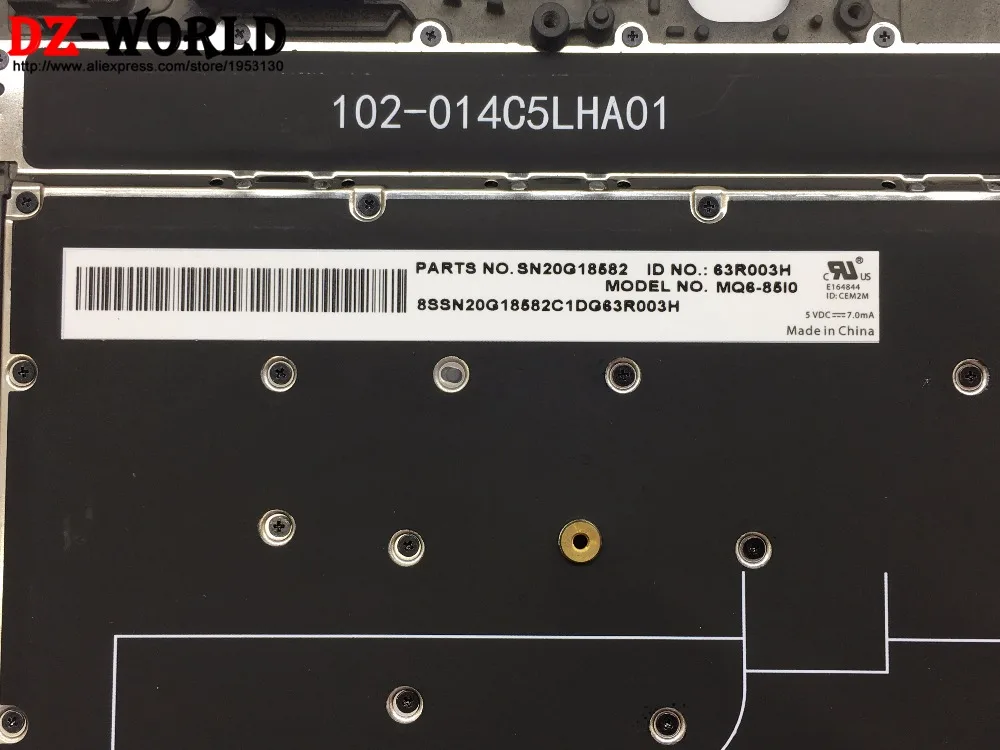 DZ-WORLD
http://www.aliexpress.com/store/1953130
102-014C5LHA01
PARTS NO. SN20G18582 ID NO.: 63R003H
MODEL NO. MQ6-85I0
8SSN20G18582C1DG63R003H
c RU ® US
E164844
ID: CEM2M
5 VDC⎓7.0mA
Made in China